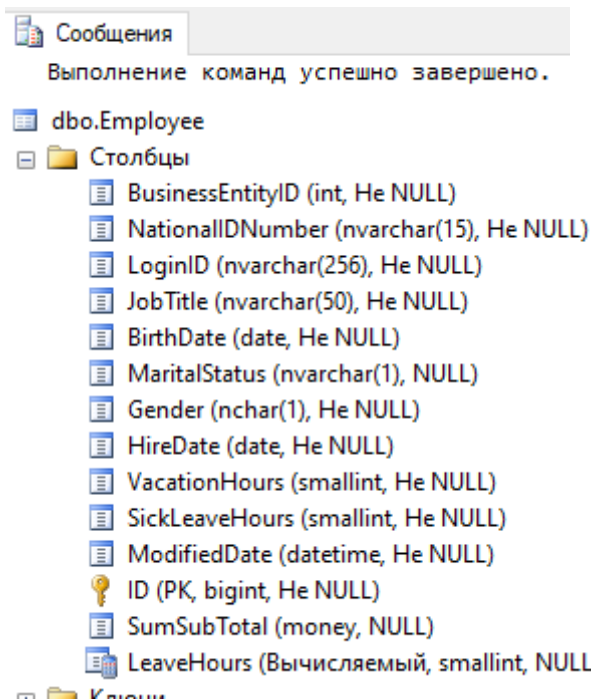 Сообщения
Выполнение команд успешно завершено.
dbo.Employee
Столбцы
BusinessEntityID (int, Не NULL)
NationalIDNumber (nvarchar(15), Не NULL)
LoginID (nvarchar(256), Не NULL)
JobTitle (nvarchar(50), Не NULL)
BirthDate (date, Не NULL)
MaritalStatus (nvarchar(1), NULL)
Gender (nchar(1), Не NULL)
HireDate (date, Не NULL)
VacationHours (smallint, Не NULL)
SickLeaveHours (smallint, Не NULL)
ModifiedDate (datetime, Не NULL)
ID (PK, bigint, Не NULL)
SumSubTotal (money, NULL)
LeaveHours (Вычисляемый, smallint, NULL
Ключи